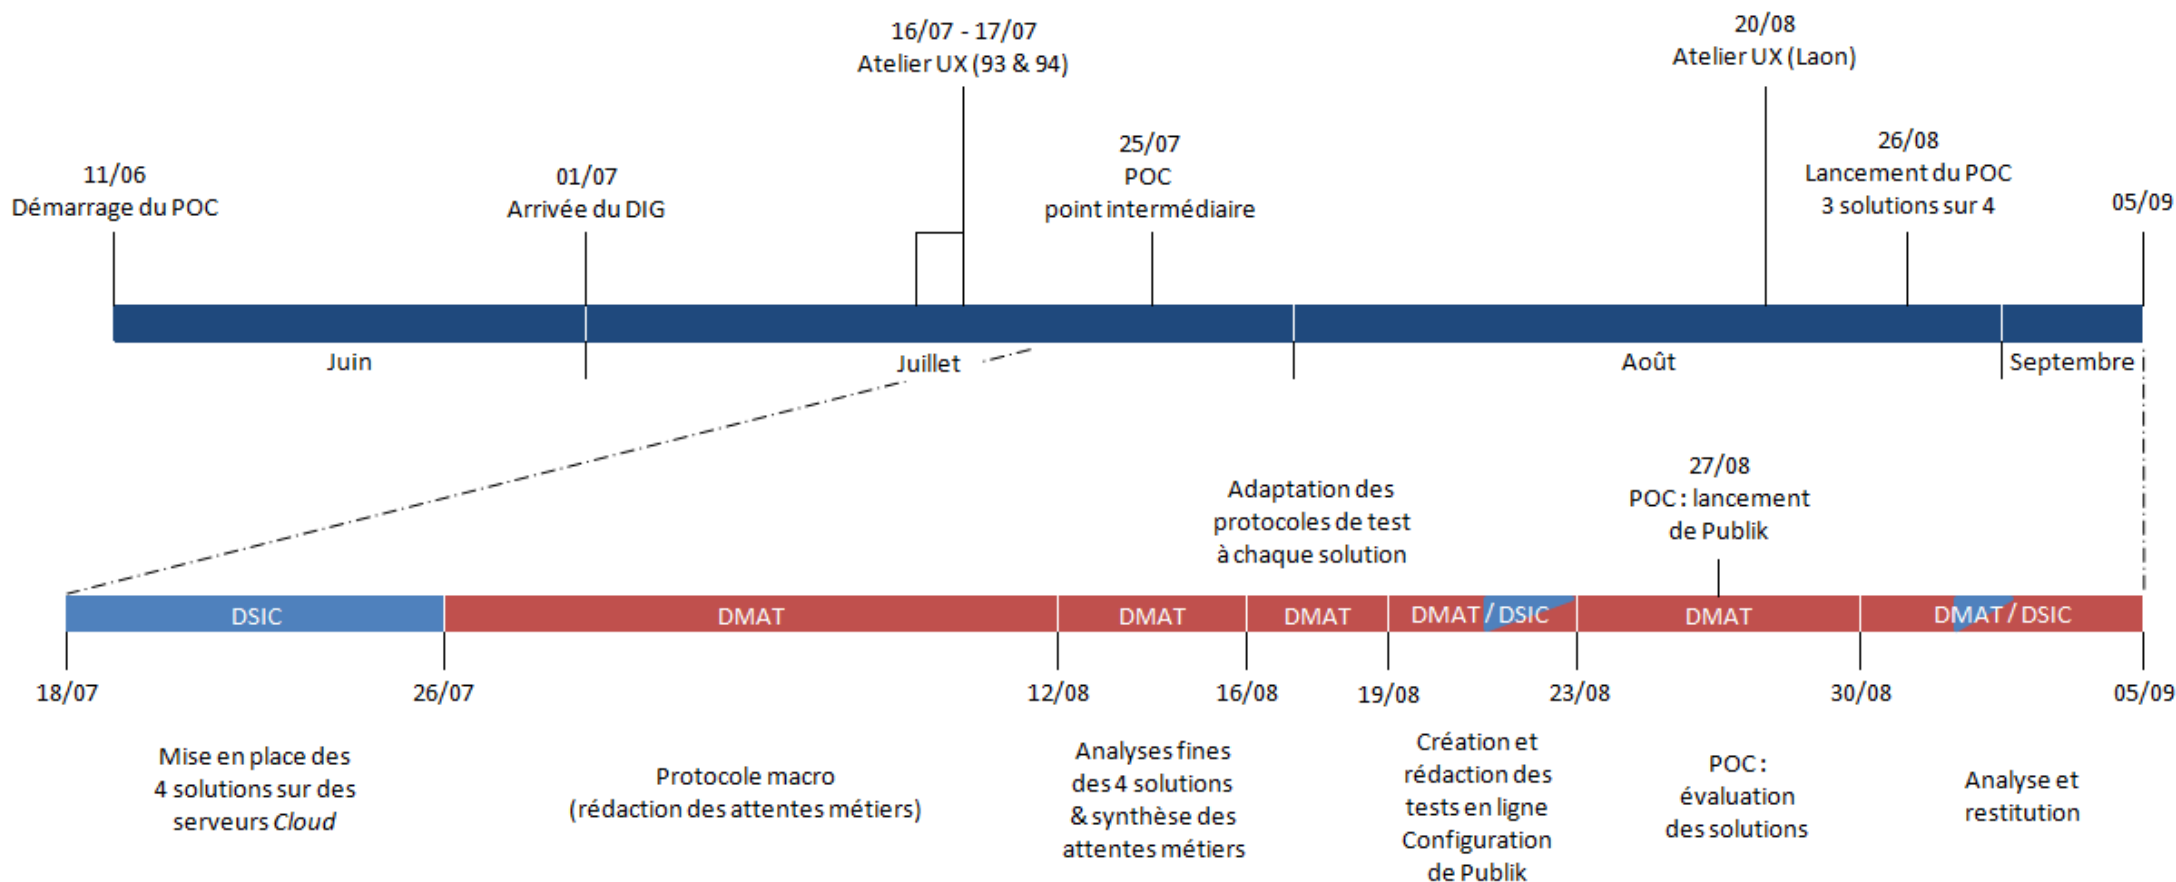 16/07 - 17/07
Atelier UX (93 & 94)
20/08
Atelier UX (Laon)
11/06
Démarrage du POC
01/07
Arrivée du DIG
25/07
POC
point intermédiaire
26/08
Lancement du POC
3 solutions sur 4
05/09
Juin
Juillet
Août
Septembre
Adaptation des
protocoles de test
à chaque solution
27/08
POC : lancement
de Publik
DSIC
DMAT
DMAT
DMAT
DMAT / DSIC
DMAT
DMAT / DSIC
18/07
26/07
12/08
16/08
19/08
23/08
30/08
05/09
Mise en place des
4 solutions sur des
serveurs Cloud
Protocole macro
(rédaction des attentes métiers)
Analyses fines
des 4 solutions
& synthèse des
attentes métiers
Création et
rédaction des
tests en ligne
Configuration
de Publik
POC :
évaluation
des solutions
Analyse et
restitution